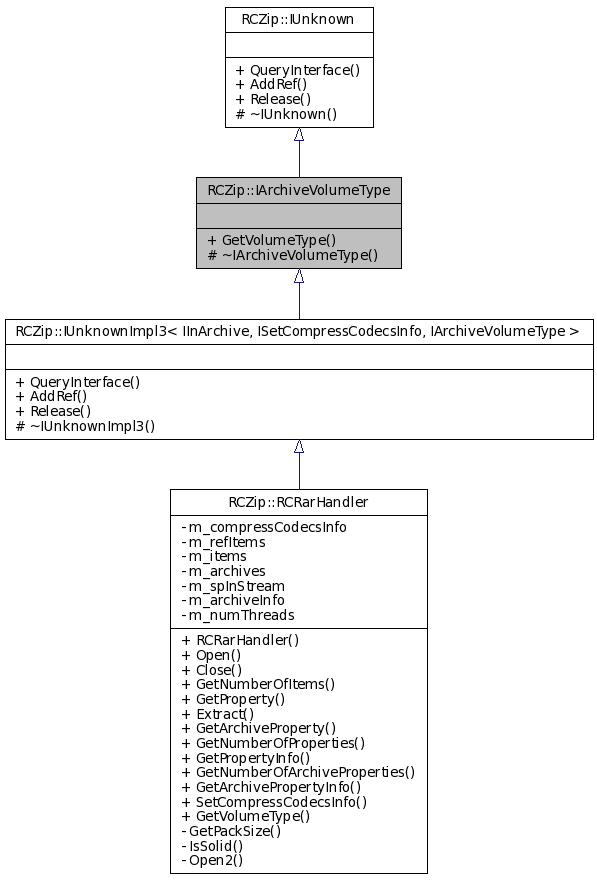 RCZip::IUnknown
+ QueryInterface()
+ AddRef()
+ Release()
# ~IUnknown()
RCZip::IArchiveVolumeType
+ GetVolumeType()
# ~IArchiveVolumeType()
RCZip::IUnknownImpl3< IInArchive, ISetCompressCodecsInfo, IArchiveVolumeType >
+ QueryInterface()
+ AddRef()
+ Release()
# ~IUnknownImpl3()
RCZip::RCRarHandler
- m_compressCodecsInfo
- m_refItems
- m_items
- m_archives
- m_spInStream
- m_archiveInfo
- m_numThreads
+ RCRarHandler()
+ Open()
+ Close()
+ GetNumberOfItems()
+ GetProperty()
+ Extract()
+ GetArchiveProperty()
+ GetNumberOfProperties()
+ GetPropertyInfo()
+ GetNumberOfArchiveProperties()
+ GetArchivePropertyInfo()
+ SetCompressCodecsInfo()
+ GetVolumeType()
- GetPackSize()
- IsSolid()
- Open2()